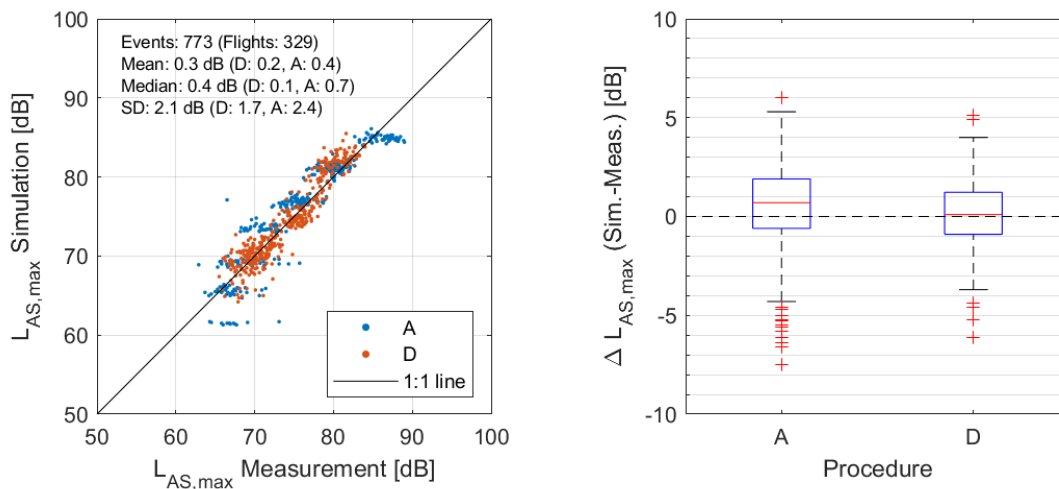 100
90
80
70
60
50
50
60
70
80
90
100
L_AS,max Simulation [dB]
L_AS,max Measurement [dB]
Events: 773 (Flights: 329)
Mean: 0.3 dB (D: 0.2, A: 0.4)
Median: 0.4 dB (D: 0.1, A: 0.7)
SD: 2.1 dB (D: 1.7, A: 2.4)
A
D
1:1 line
10
5
0
-5
-10
Δ L_AS,max (Sim.-Meas.) [dB]
A
D
Procedure